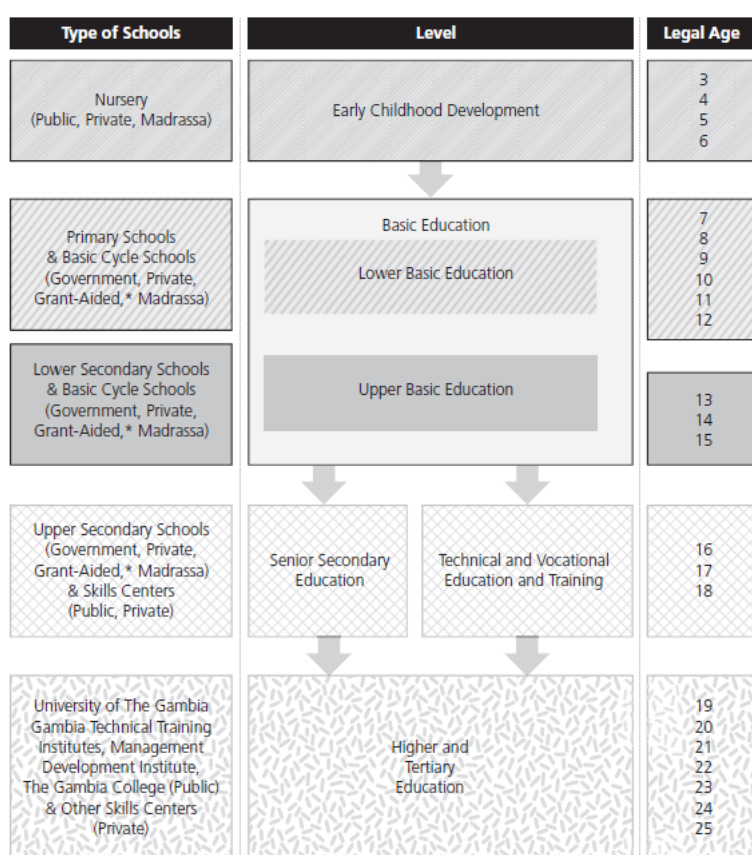 Type of Schools
Level
Legal Age
Nursery
(Public, Private, Madrassa)
Early Childhood Development
3
4
5
6
Primary Schools
& Basic Cycle Schools
(Government, Private,
Grant-Aided,* Madrassa)
Basic Education
Lower Basic Education
7
8
9
10
11
12
Lower Secondary Schools
& Basic Cycle Schools
(Government, Private,
Grant-Aided,* Madrassa)
Upper Basic Education
13
14
15
Upper Secondary Schools
(Government, Private,
Grant-Aided,* Madrassa)
& Skills Centers
(Public, Private)
Senior Secondary
Education
Technical and Vocational
Education and Training
16
17
18
University of The Gambia
Gambia Technical Training
Institutes, Management
Development Institute,
The Gambia College (Public)
& Other Skills Centers
(Private)
Higher and
Tertiary
Education
19
20
21
22
23
24
25